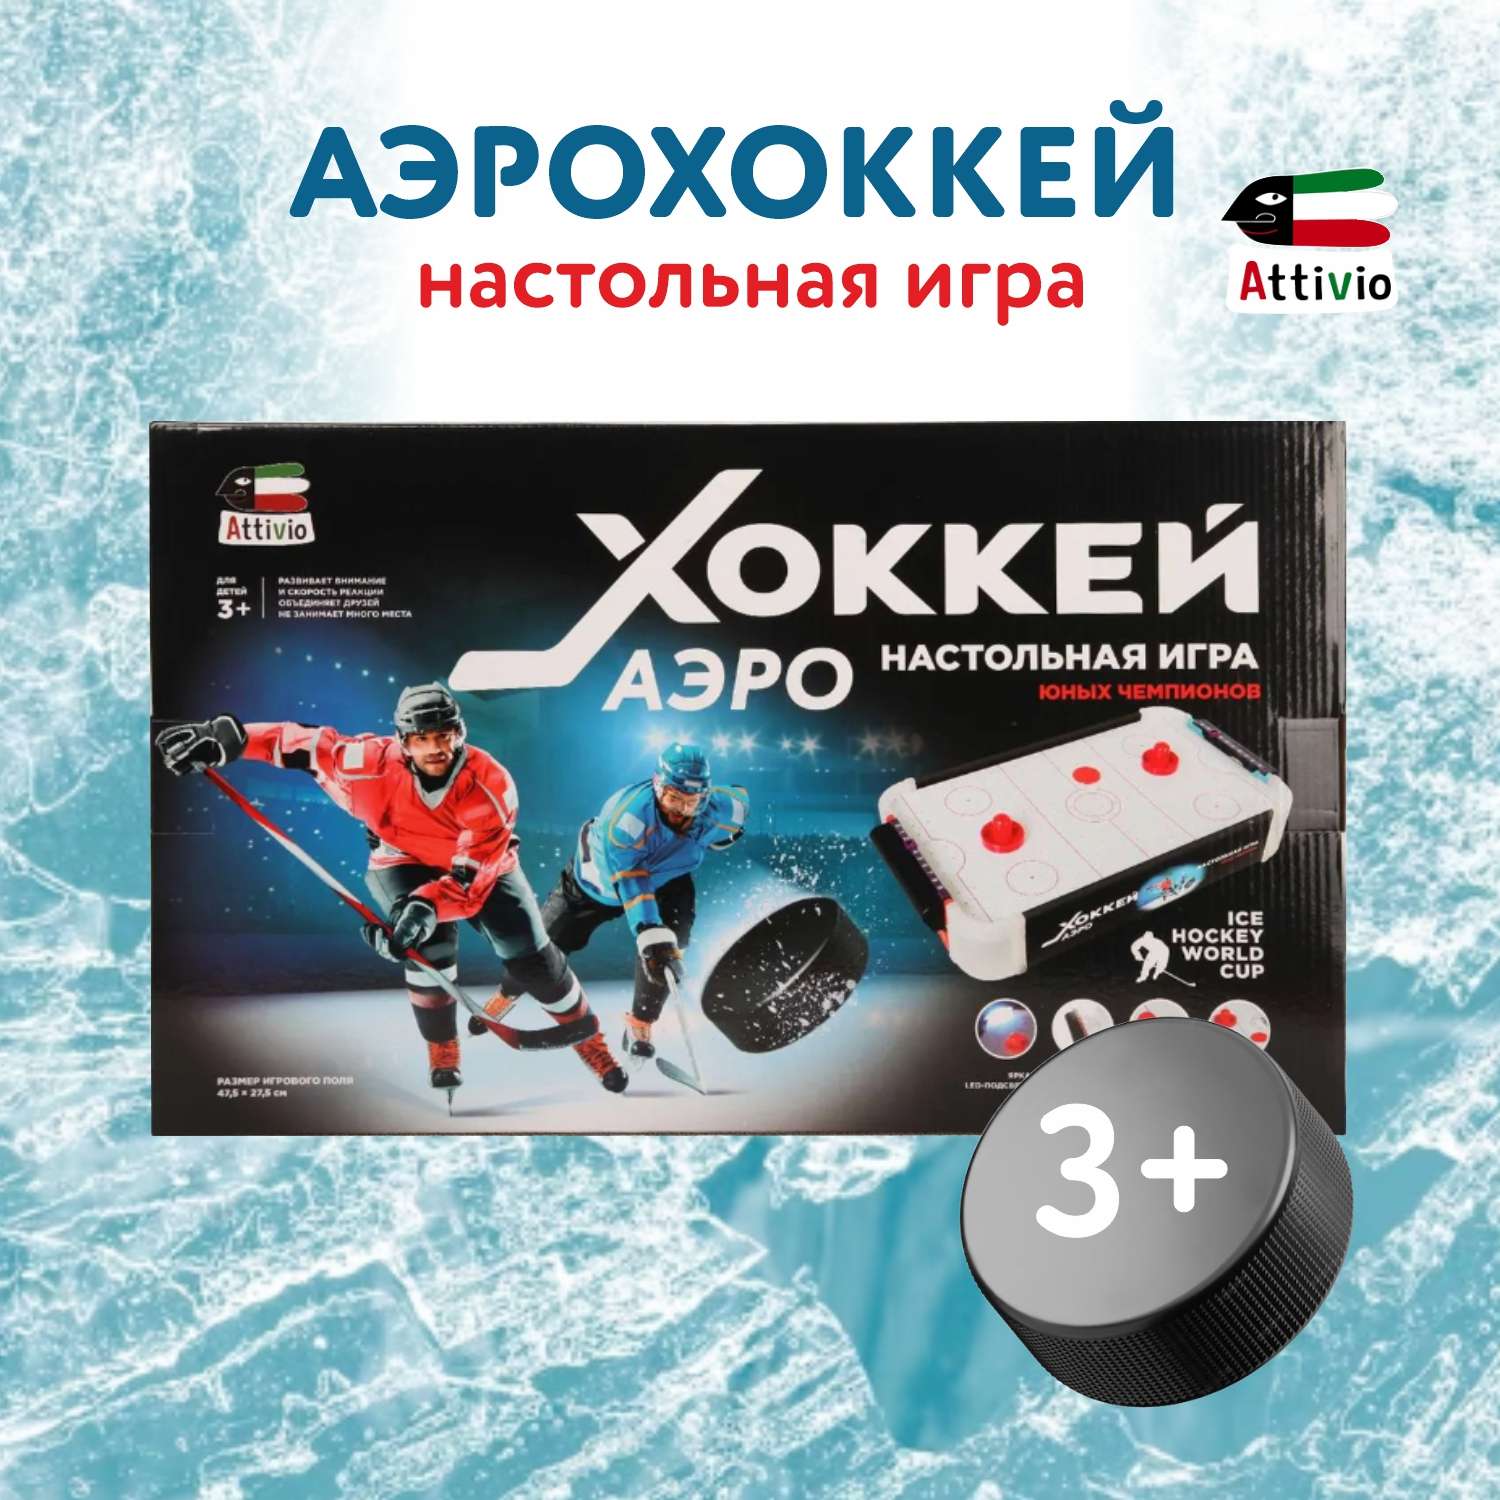 АЭРОХОККЕЙ
настольная игра
Attivio
Attivio
ДЛЯ
ДЕТЕЙ
3+
РАЗВИВАЕТ ВНИМАНИЕ
И СКОРОСТЬ РЕАКЦИИ
ОБЪЕДИНЯЕТ ДРУЗЕЙ
НЕ ЗАНИМАЕТ МНОГО МЕСТА
ХОККЕЙ
АЭРО
НАСТОЛЬНАЯ ИГРА
ЮНЫХ ЧЕМПИОНОВ
ХОККЕЙ
АЭРО
НАСТОЛЬНАЯ ИГРА
ICE
HOCKEY
WORLD
CUP
РАЗМЕР ИГРОВОГО ПОЛЯ
47,5 × 27,5 см
3+